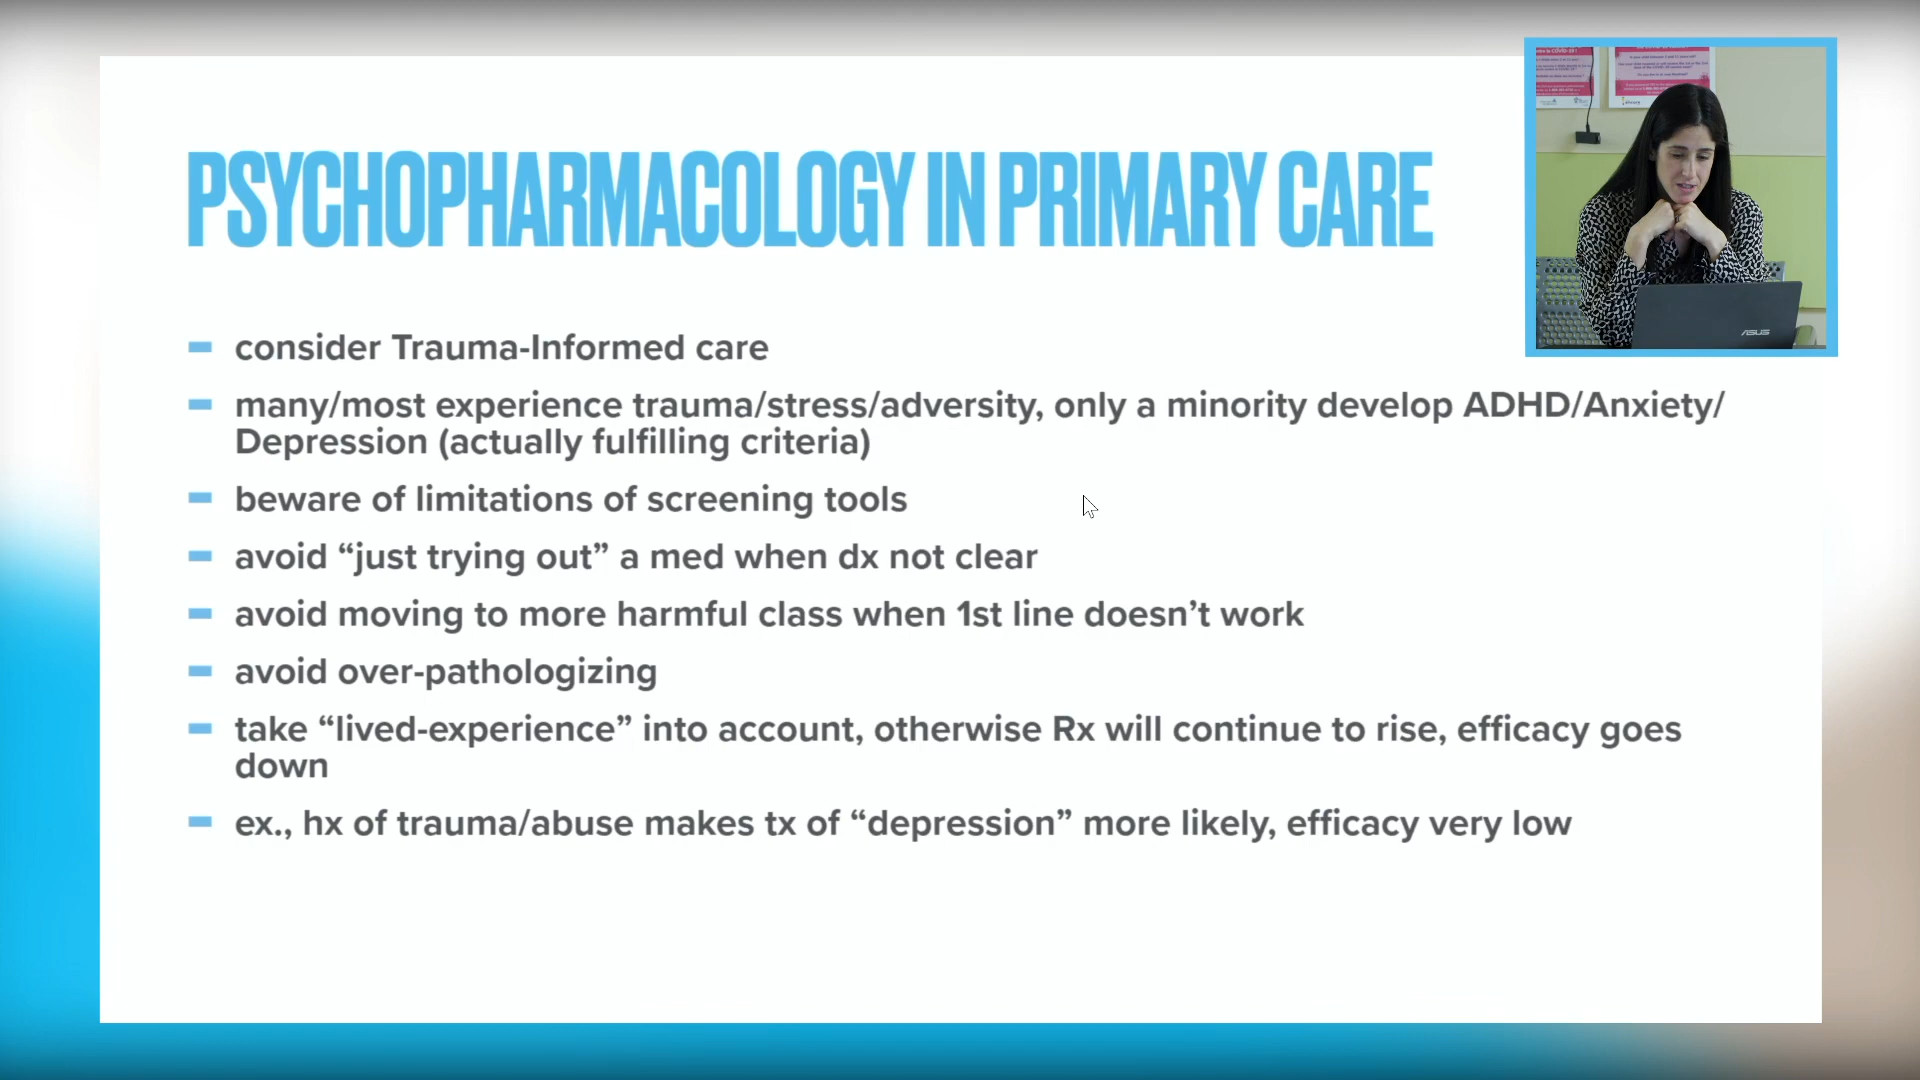 PSYCHOPHARMACOLOGY IN PRIMARY CARE
consider Trauma-Informed care
many/most experience trauma/stress/adversity, only a minority develop ADHD/Anxiety/
Depression (actually fulfilling criteria)
beware of limitations of screening tools
avoid “just trying out” a med when dx not clear
avoid moving to more harmful class when 1st line doesn’t work
avoid over-pathologizing
take “lived-experience” into account, otherwise Rx will continue to rise, efficacy goes
down
ex., hx of trauma/abuse makes tx of “depression” more likely, efficacy very low
ASUS